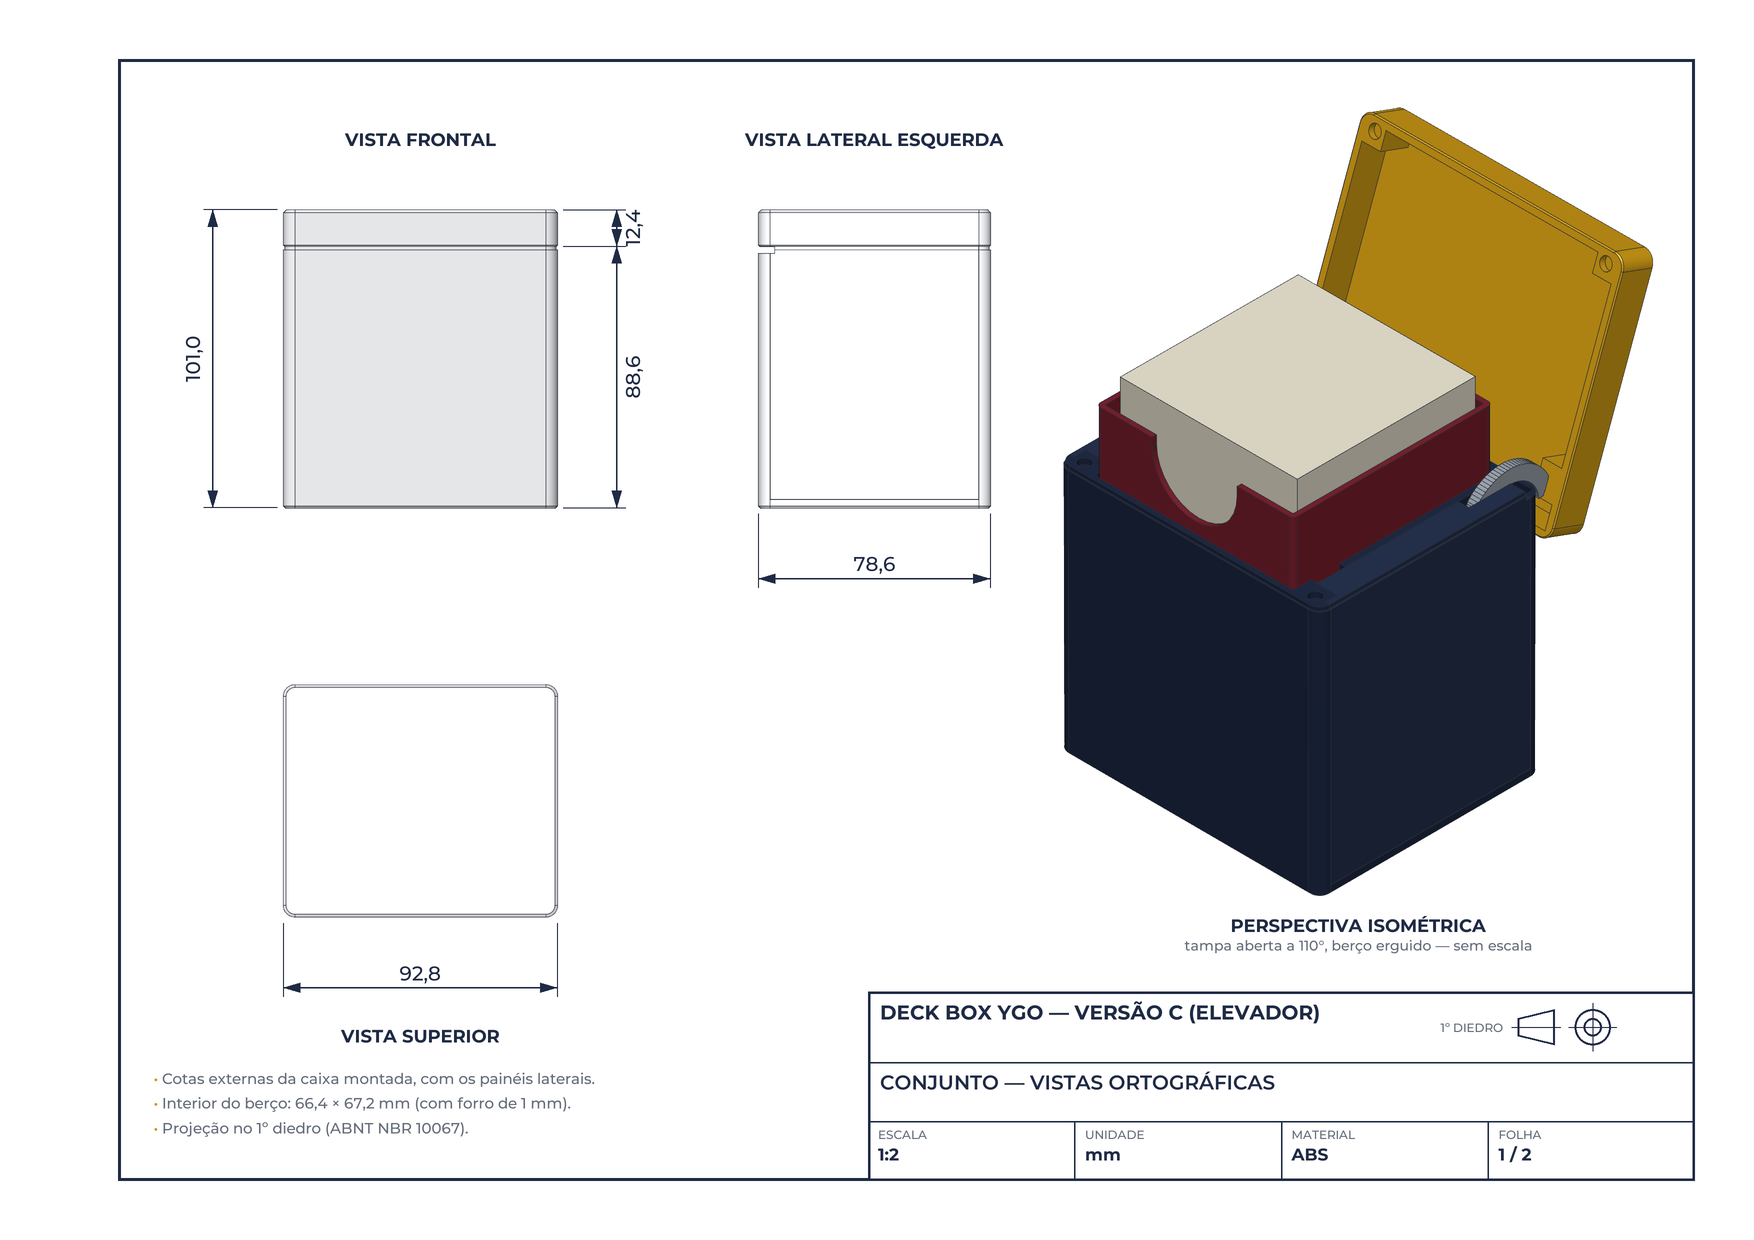 VISTA FRONTAL
VISTA LATERAL ESQUERDA
12,4
101,0
88,6
78,6
92,8
VISTA SUPERIOR
PERSPECTIVA ISOMÉTRICA
tampa aberta a 110°, berço erguido — sem escala
• Cotas externas da caixa montada, com os painéis laterais.
• Interior do berço: 66,4 × 67,2 mm (com forro de 1 mm).
• Projeção no 1º diedro (ABNT NBR 10067).
DECK BOX YGO — VERSÃO C (ELEVADOR)
1º DIEDRO
CONJUNTO — VISTAS ORTOGRÁFICAS
ESCALA UNIDADE MATERIAL FOLHA
1:2 mm ABS 1 / 2